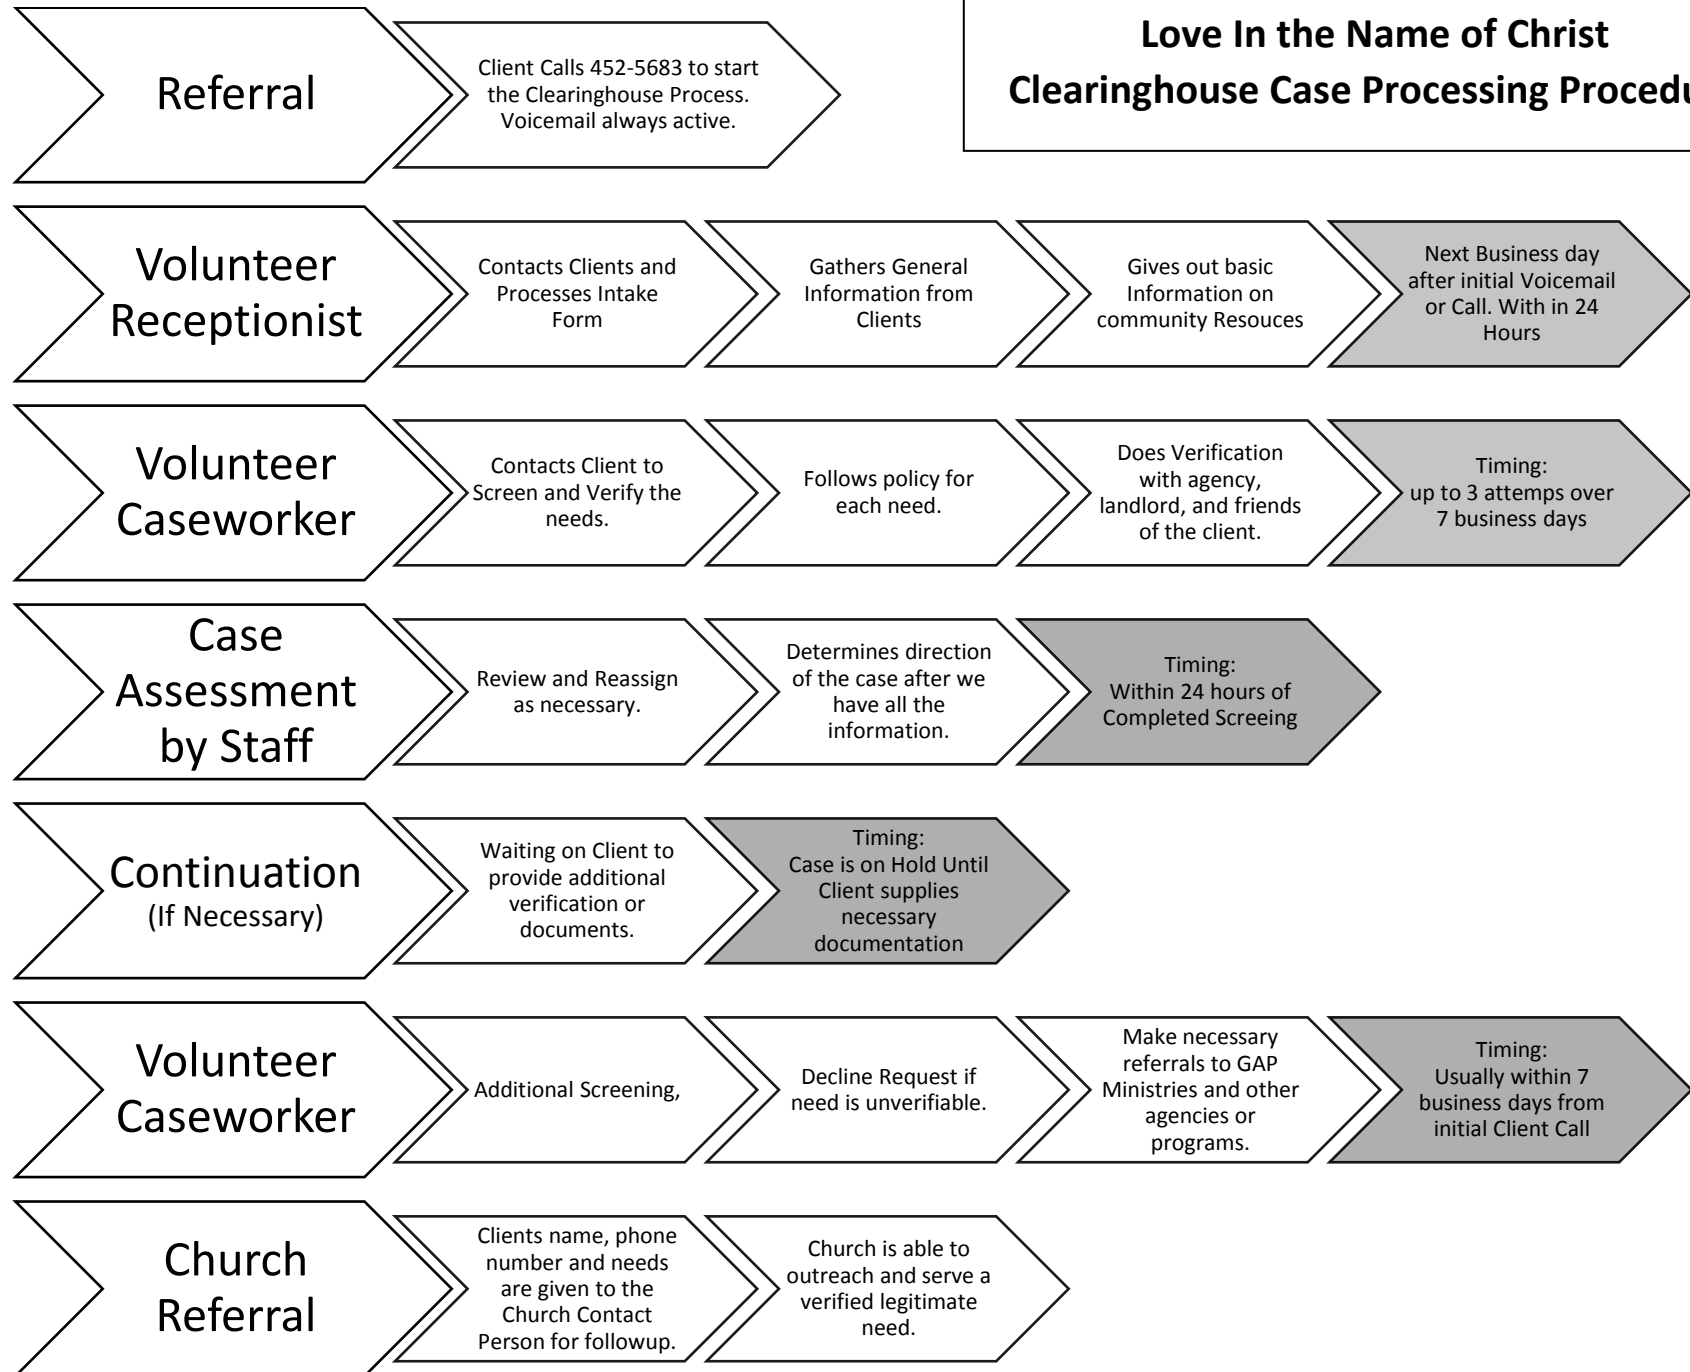 Love In the Name of Christ
Clearinghouse Case Processing
Referral
Client Calls 452-5683 to start
the Clearinghouse Process.
Voicemail always active.
Volunteer
Receptionist
Contacts Clients and
Processes Intake
Form
Gathers General
Information from
Clients
Gives out basic
Information on
community Resouces
Next Business day
after initial Voicemail
or Call. With in 24
Hours
Volunteer
Caseworker
Contacts Client to
Screen and Verify the
needs.
Follows policy for
each need.
Does Verification
with agency,
landlord, and friends
of the client.
Timing:
up to 3 attemps over
7 business days
Case
Assessment
by Staff
Review and Reassign
as necessary.
Determines direction
of the case after we
have all the
information.
Timing:
Within 24 hours of
Completed Screeing
Continuation
(If Necessary)
Waiting on Client to
provide additional
verification or
documents.
Timing:
Case is on Hold Until
Client supplies
necessary
documentation
Volunteer
Caseworker
Additional Screening,
Decline Request if
need is unverifiable.
Make necessary
referrals to GAP
Ministries and other
agencies or
programs.
Timing:
Usually within 7
business days from
initial Client Call
Church
Referral
Clients name, phone
number and needs
are given to the
Church Contact
Person for followup.
Church is able to
outreach and serve a
verified legitimate
need.